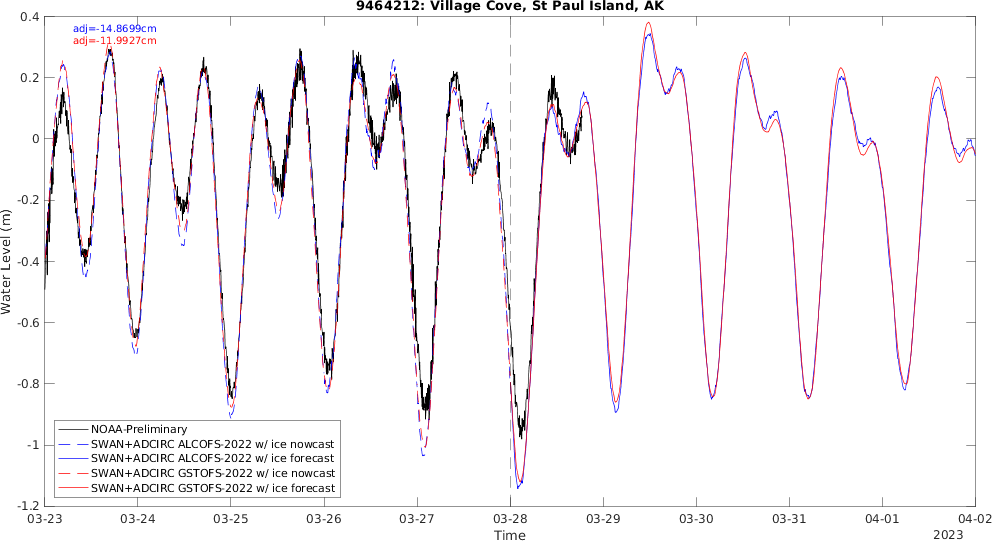 9464212: Village Cove, St Paul Island, AK
adj=-14.8699cm
adj=-11.9927cm
Water Level (m)
0.4
0.2
0
-0.2
-0.4
-0.6
-0.8
-1
-1.2
NOAA-Preliminary
SWAN+ADCIRC ALCOFS-2022 w/ ice nowcast
SWAN+ADCIRC ALCOFS-2022 w/ ice forecast
SWAN+ADCIRC GSTOFS-2022 w/ ice nowcast
SWAN+ADCIRC GSTOFS-2022 w/ ice forecast
03-23 03-24 03-25 03-26 03-27 03-28 03-29 03-30 03-31 04-01 04-02
Time
2023